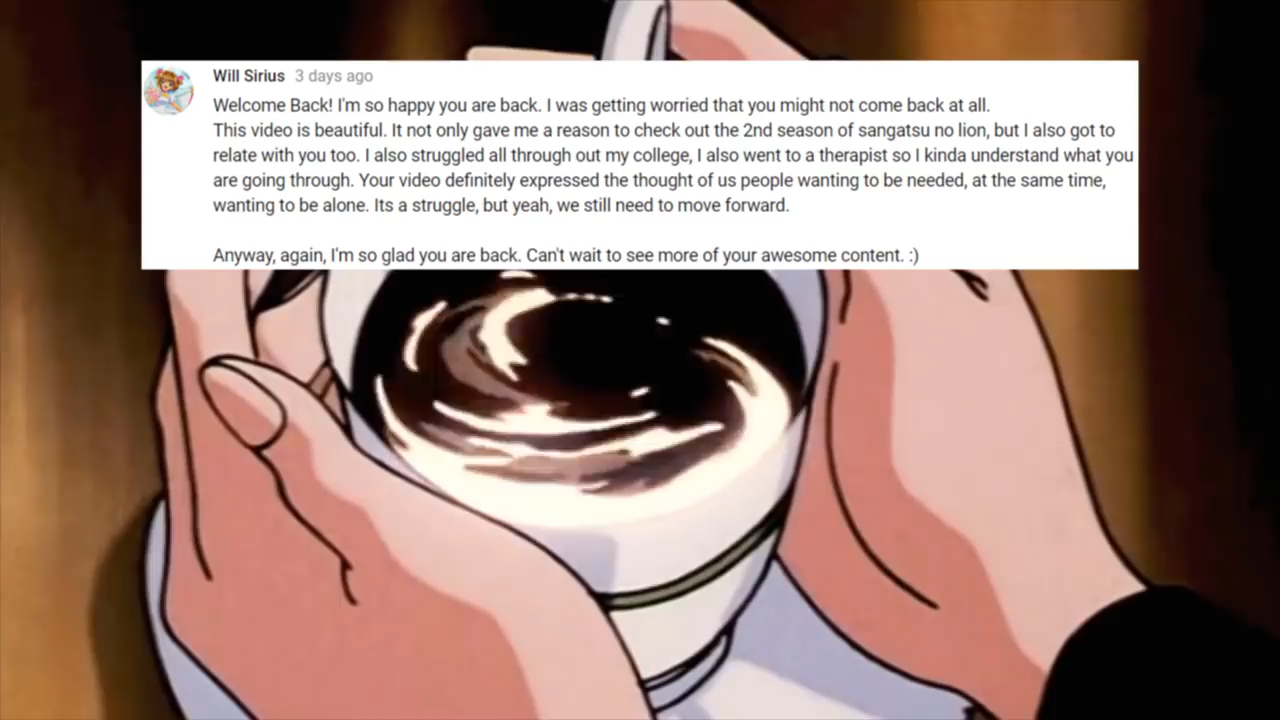 Will Sirius 3 days ago
Welcome Back! I'm so happy you are back. I was getting worried that you might not come back at all.
This video is beautiful. It not only gave me a reason to check out the 2nd season of sangatsu no lion, but I also got to
relate with you too. I also struggled all through out my college, I also went to a therapist so I kinda understand what you
are going through. Your video definitely expressed the thought of us people wanting to be needed, at the same time,
wanting to be alone. Its a struggle, but yeah, we still need to move forward.
Anyway, again, I'm so glad you are back. Can't wait to see more of your awesome content. :)